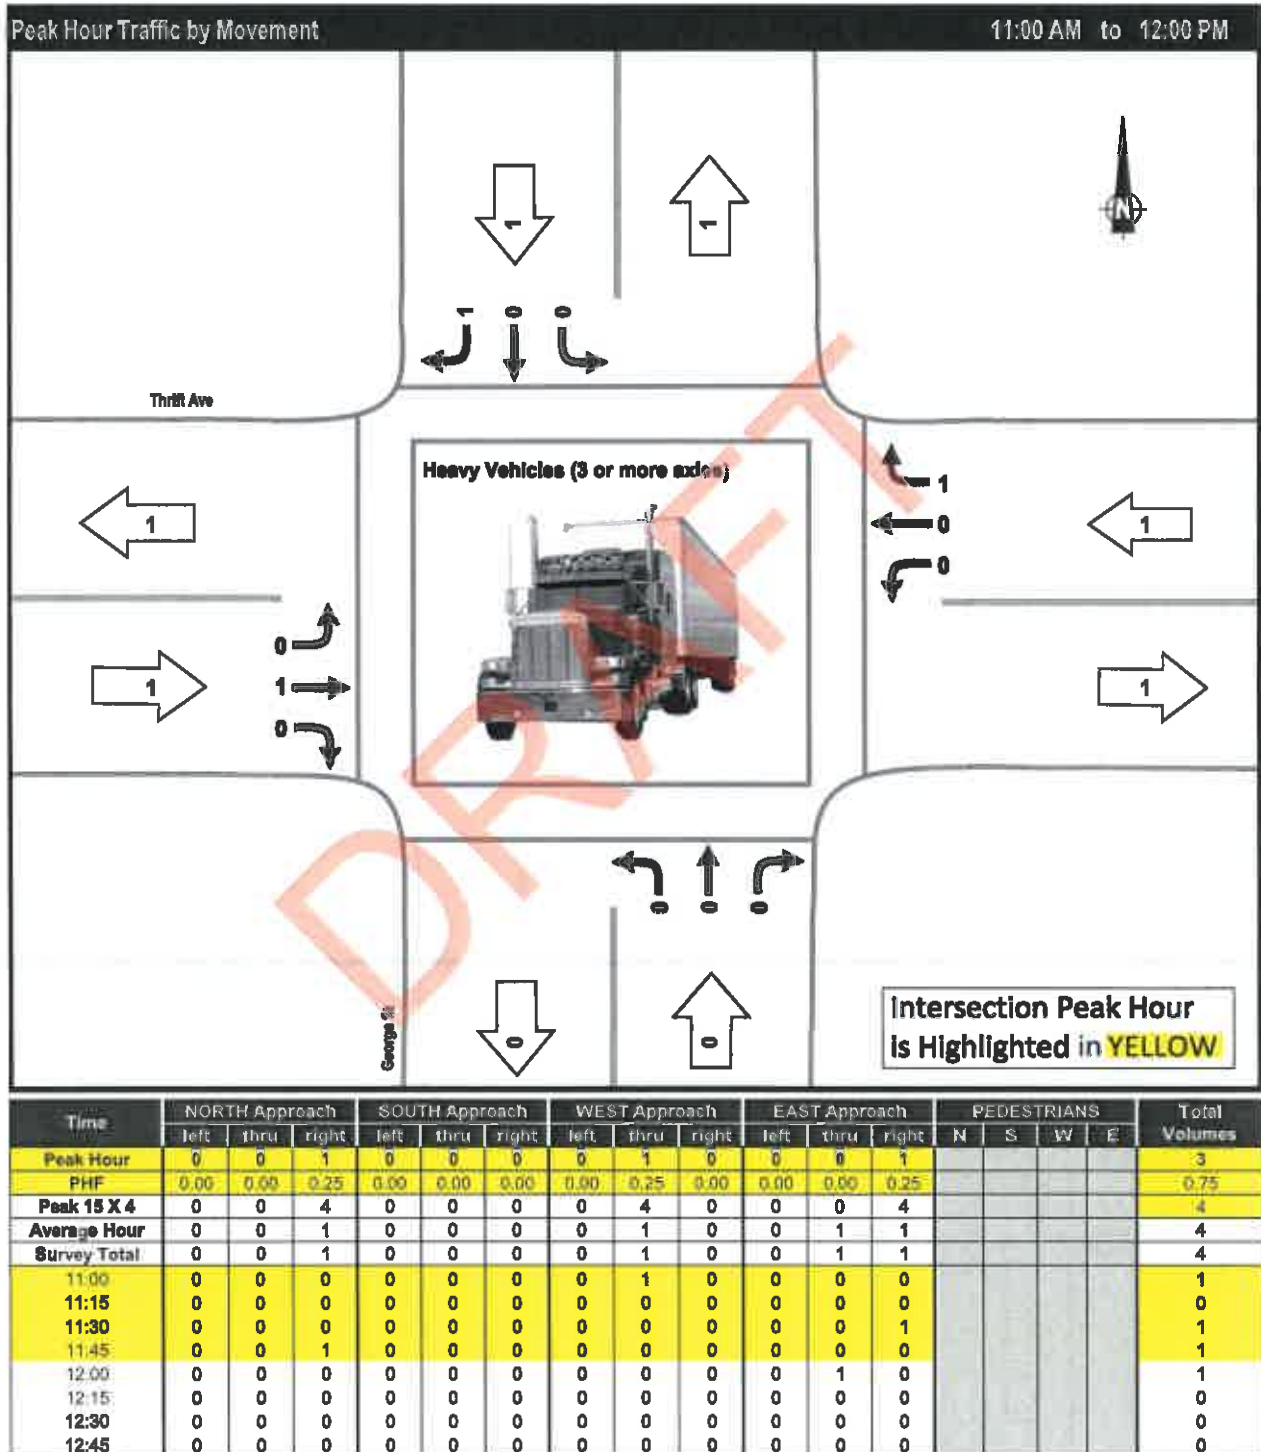 Peak Hour Traffic by Movement 11:00 AM to 12:00 PM
1 1
N
1 0 0
Thrift Ave
Heavy Vehicles (3 or more axles)
1
1 0 1
0
0
1 1 1
0
DRAFT
0 0 0
George St
0 0
Intersection Peak Hour
is Highlighted in YELLOW
Time NORTH Approach SOUTH Approach WEST Approach EAST Approach PEDESTRIANS Total
left thru right left thru right left thru right left thru right N S W E Volumes
Peak Hour 0 0 1 0 0 0 0 1 0 0 0 1 3
PHF 0.00 0.00 0.25 0.00 0.00 0.00 0.00 0.25 0.00 0.00 0.00 0.25 0.75
Peak 15 X 4 0 0 4 0 0 0 0 4 0 0 0 4 4
Average Hour 0 0 1 0 0 0 0 1 0 0 1 1 4
Survey Total 0 0 1 0 0 0 0 1 0 0 1 1 4
11:00 0 0 0 0 0 0 0 1 0 0 0 0 1
11:15 0 0 0 0 0 0 0 0 0 0 0 0 0
11:30 0 0 0 0 0 0 0 0 0 0 0 1 1
11:45 0 0 1 0 0 0 0 0 0 0 0 0 1
12:00 0 0 0 0 0 0 0 0 0 0 1 0 1
12:15 0 0 0 0 0 0 0 0 0 0 0 0 0
12:30 0 0 0 0 0 0 0 0 0 0 0 0 0
12:45 0 0 0 0 0 0 0 0 0 0 0 0 0